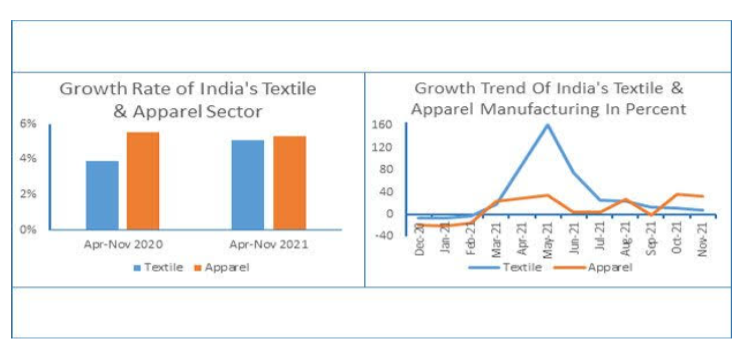 Growth Rate of India's Textile
& Apparel Sector
6%
4%
2%
0%
Apr-Nov 2020
Apr-Nov 2021
Textile
Apparel
Growth Trend Of India's Textile &
Apparel Manufacturing In Percent
160
120
80
40
0
-40
Dec-20
Jan-21
Feb-21
Mar-21
Apr-21
May-21
Jun-21
Jul-21
Aug-21
Sep-21
Oct-21
Nov-21
Textile
Apparel